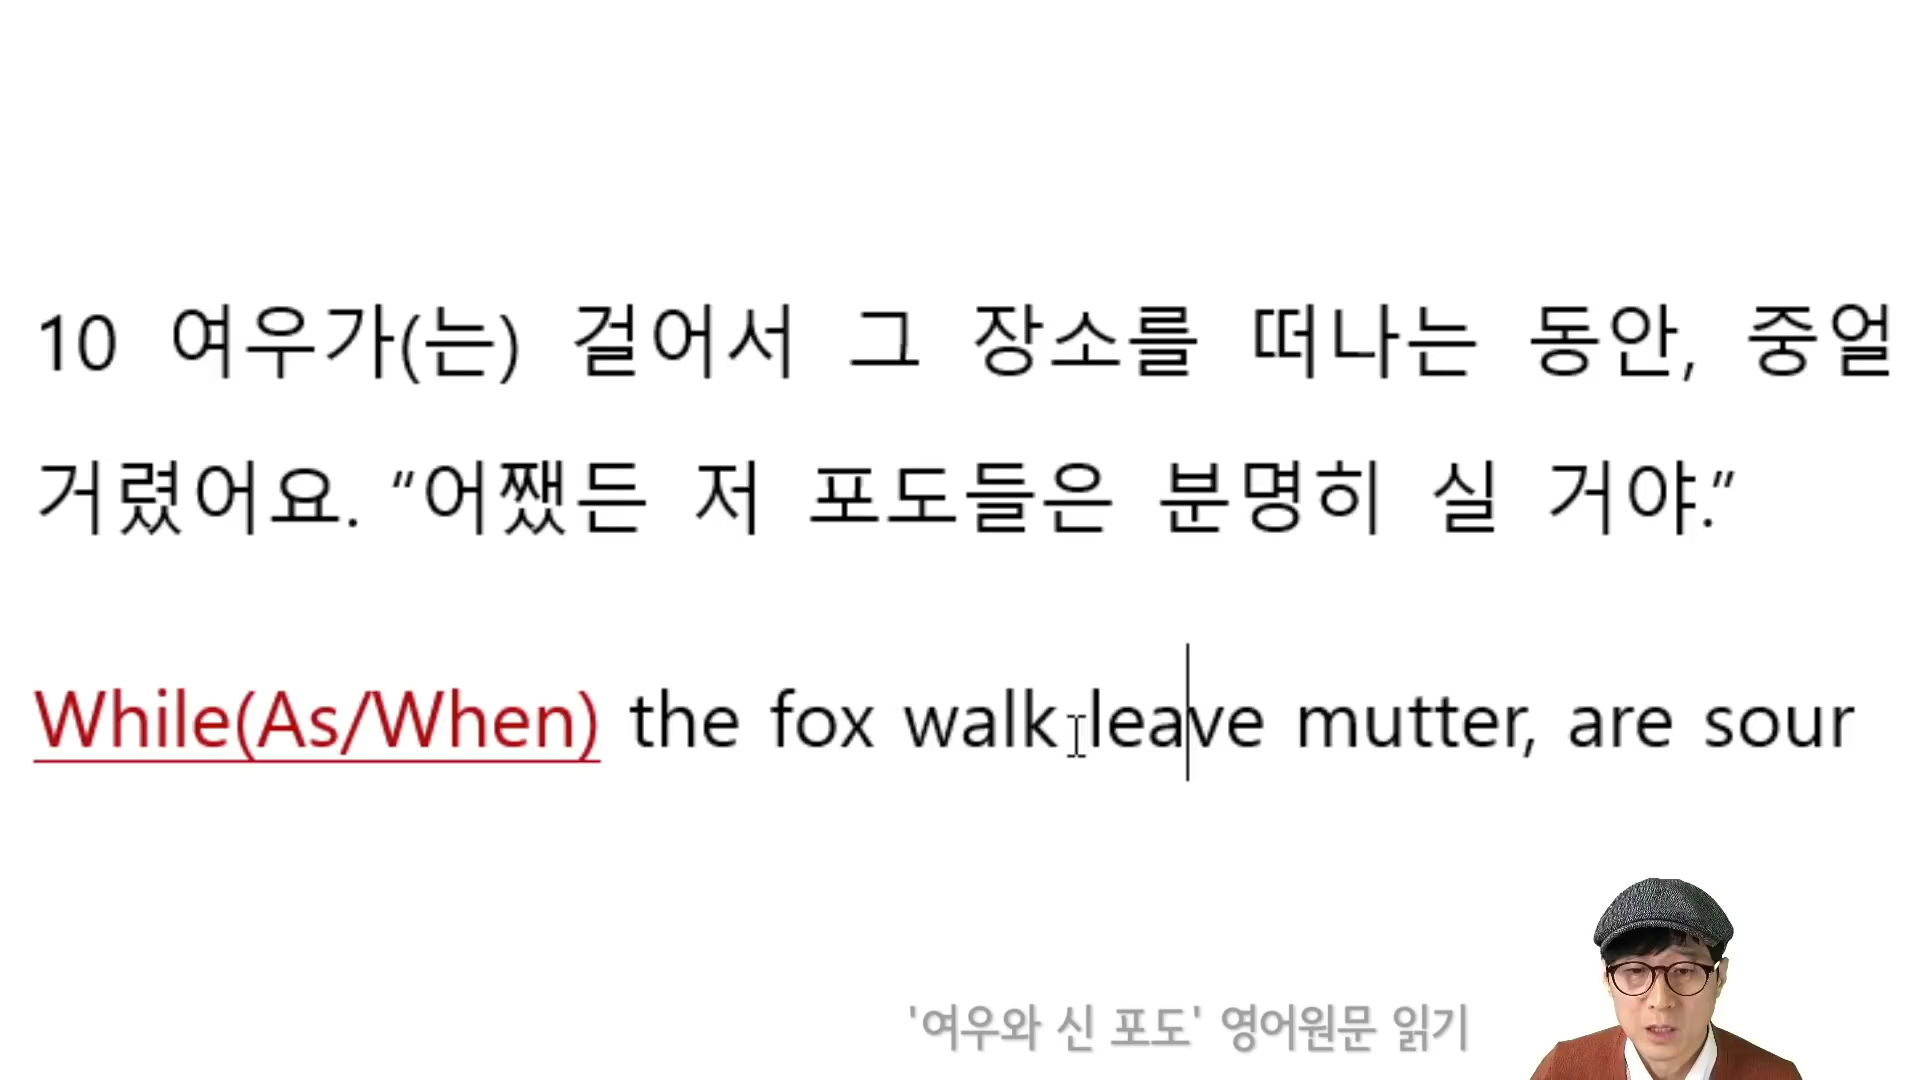 10 여우가(는) 걸어서 그 장소를 떠나는 동안, 중얼
거렸어요. “어쨌든 저 포도들은 분명히 실 거야.”
While(As/When) the fox walk leave mutter, are sour
'여우와 신 포도' 영어원문 읽기